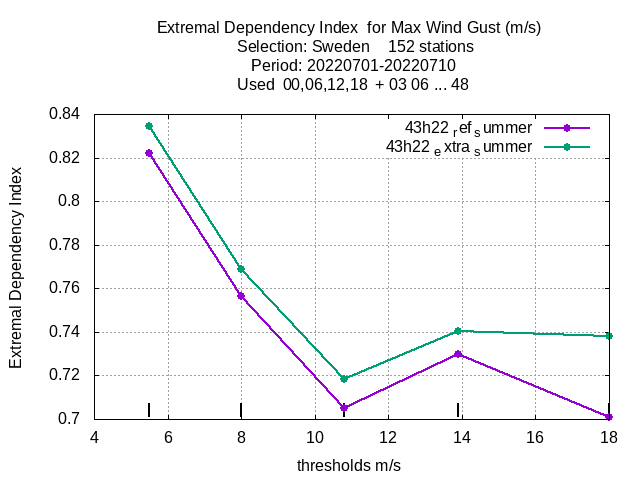 Extremal Dependency Index  for Max Wind Gust (m/s)
Selection: Sweden    152 stations
Period: 20220701-20220710
Used  00,06,12,18  + 03 06 ... 48
43h22 ref summer
43h22 extra summer
0.84
0.82
0.8
0.78
0.76
0.74
0.72
0.7
Extremal Dependency Index
4 6 8 10 12 14 16 18
thresholds m/s